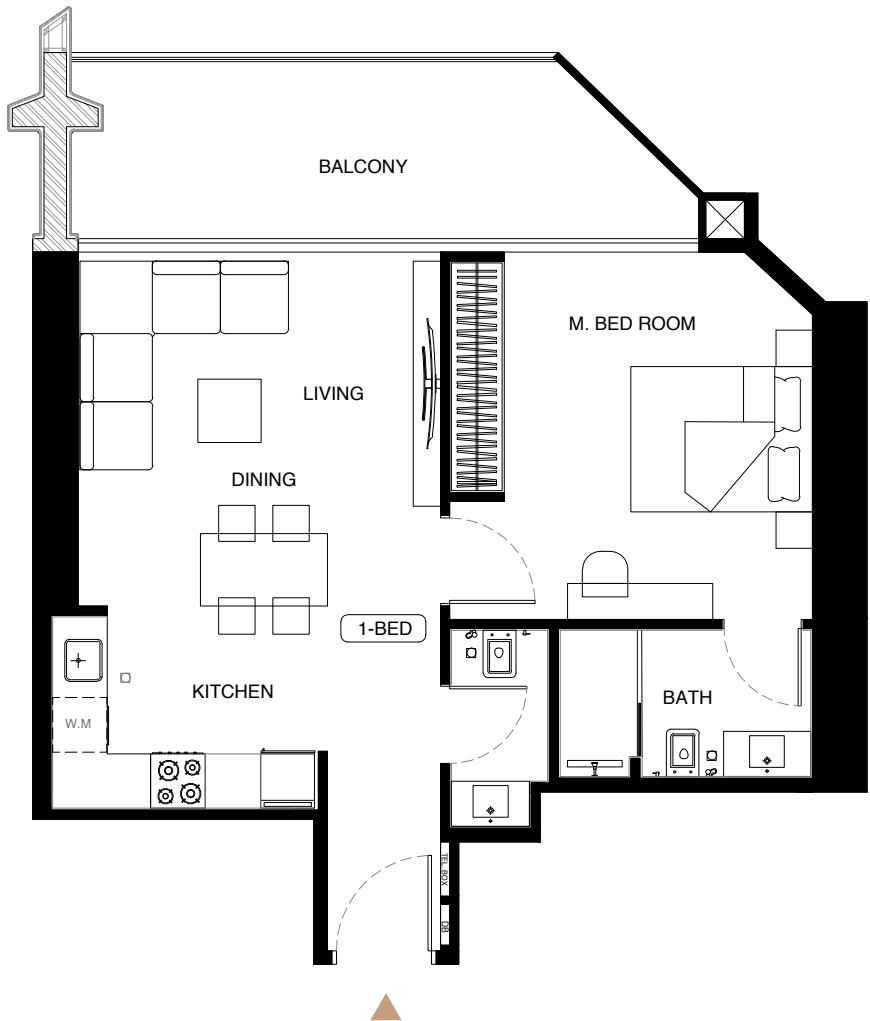 BALCONY
M. BED ROOM
LIVING
DINING
1-BED
KITCHEN
BATH
W.M
TEL BOX
DB